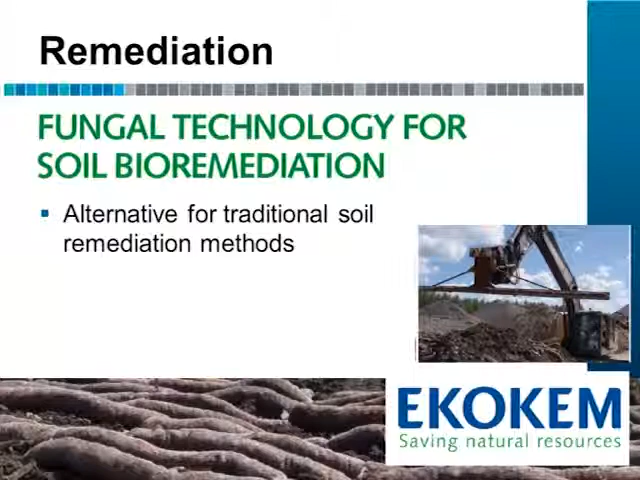 Remediation
FUNGAL TECHNOLOGY FOR
SOIL BIOREMEDIATION
Alternative for traditional soil
remediation methods
EKOKEM
Saving natural resources